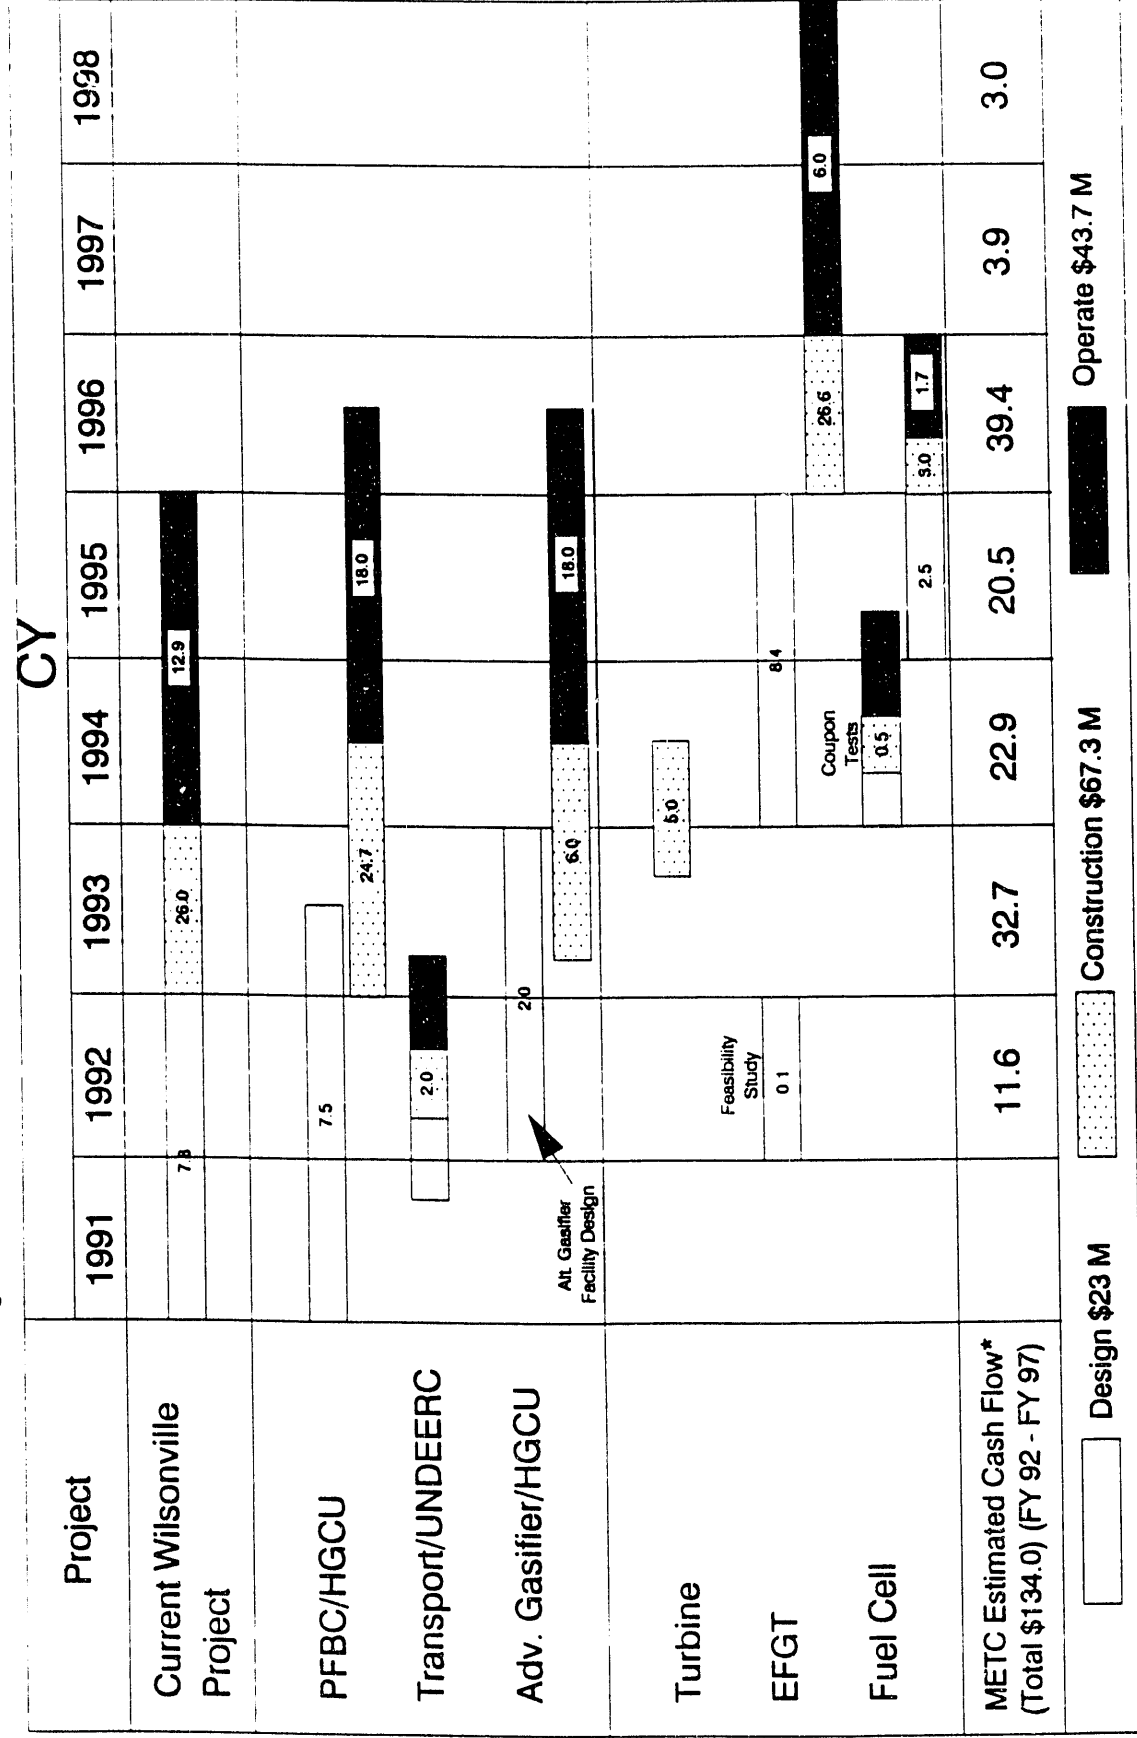 CY
Project 1991 1992 1993 1994 1995 1996 1997 1998
Current Wilsonville
Project
7.8 26.0 12.9
PFBC/HGCU
7.5
24.7 18.0
Transport/UNDEERC
2.0
Adv. Gasifier/HGCU
2.0
Alt. Gasifier
Facility Design
6.0 18.0
Turbine
5.0
EFGT
Feasibility
Study
0.1
8.4
26.6 6.0
Fuel Cell
Coupon
Tests
0.5
2.5 3.0 1.7
METC Estimated Cash Flow*
(Total $134.0) (FY 92 - FY 97)
11.6 32.7 22.9 20.5 39.4 3.9 3.0
Design $23 M
Construction $67.3 M
Operate $43.7 M